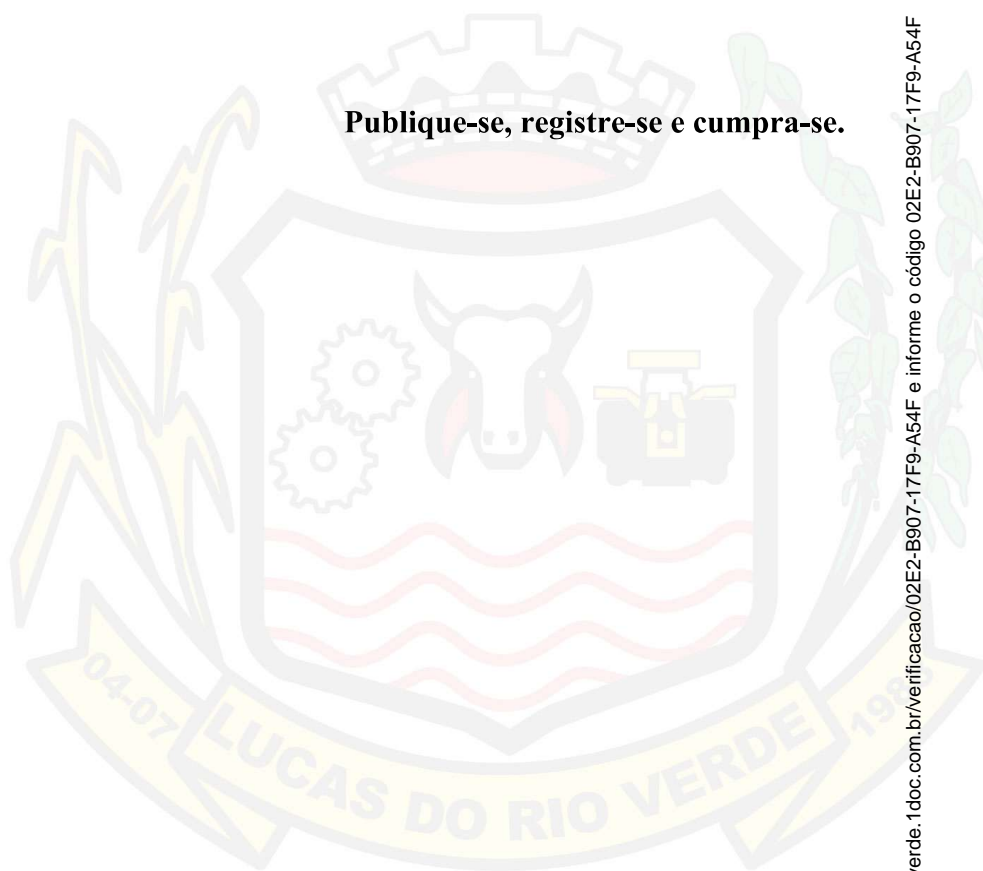 Publique-se, registre-se e cumpra-se.
verde.1doc.com.br/verificacao/02E2-B907-17F9-A54F e informe o código 02E2-B907-17F9-A54F
04-07
LUCAS DO RIO VERDE